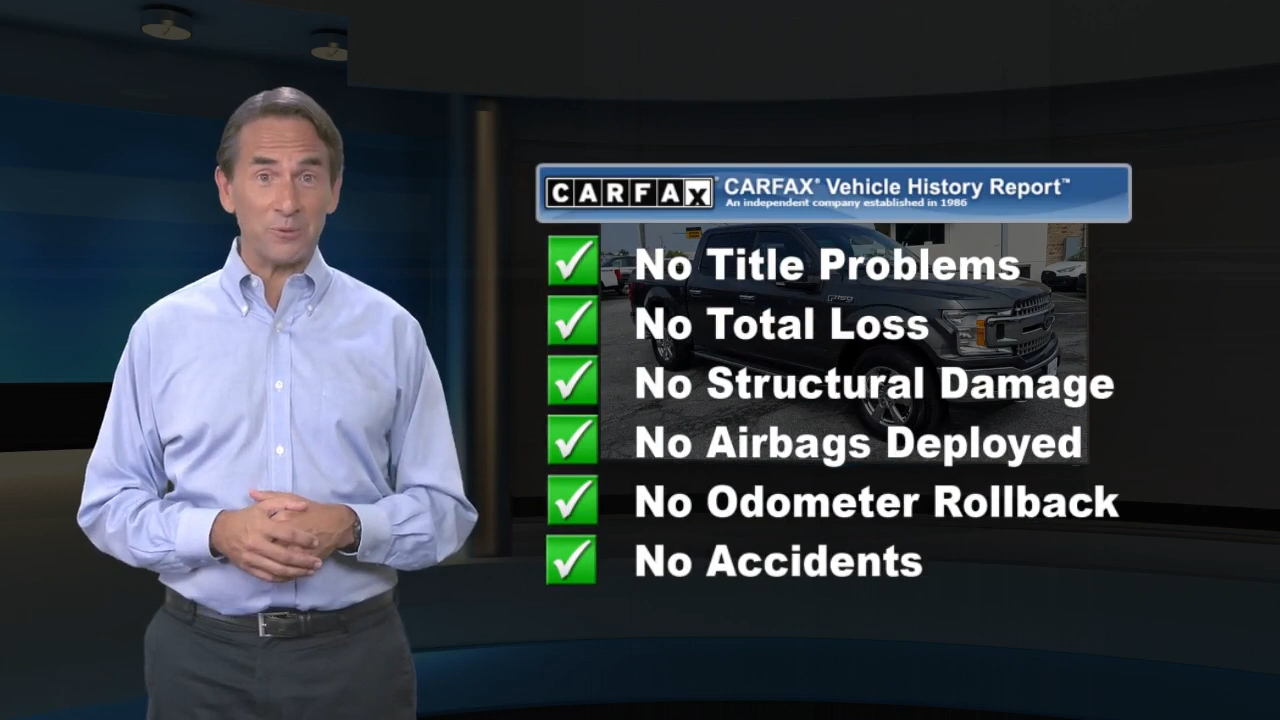 CARFAX® CARFAX® Vehicle History Report™
An independent company established in 1986
No Title Problems
No Total Loss
No Structural Damage
No Airbags Deployed
No Odometer Rollback
No Accidents
F-150